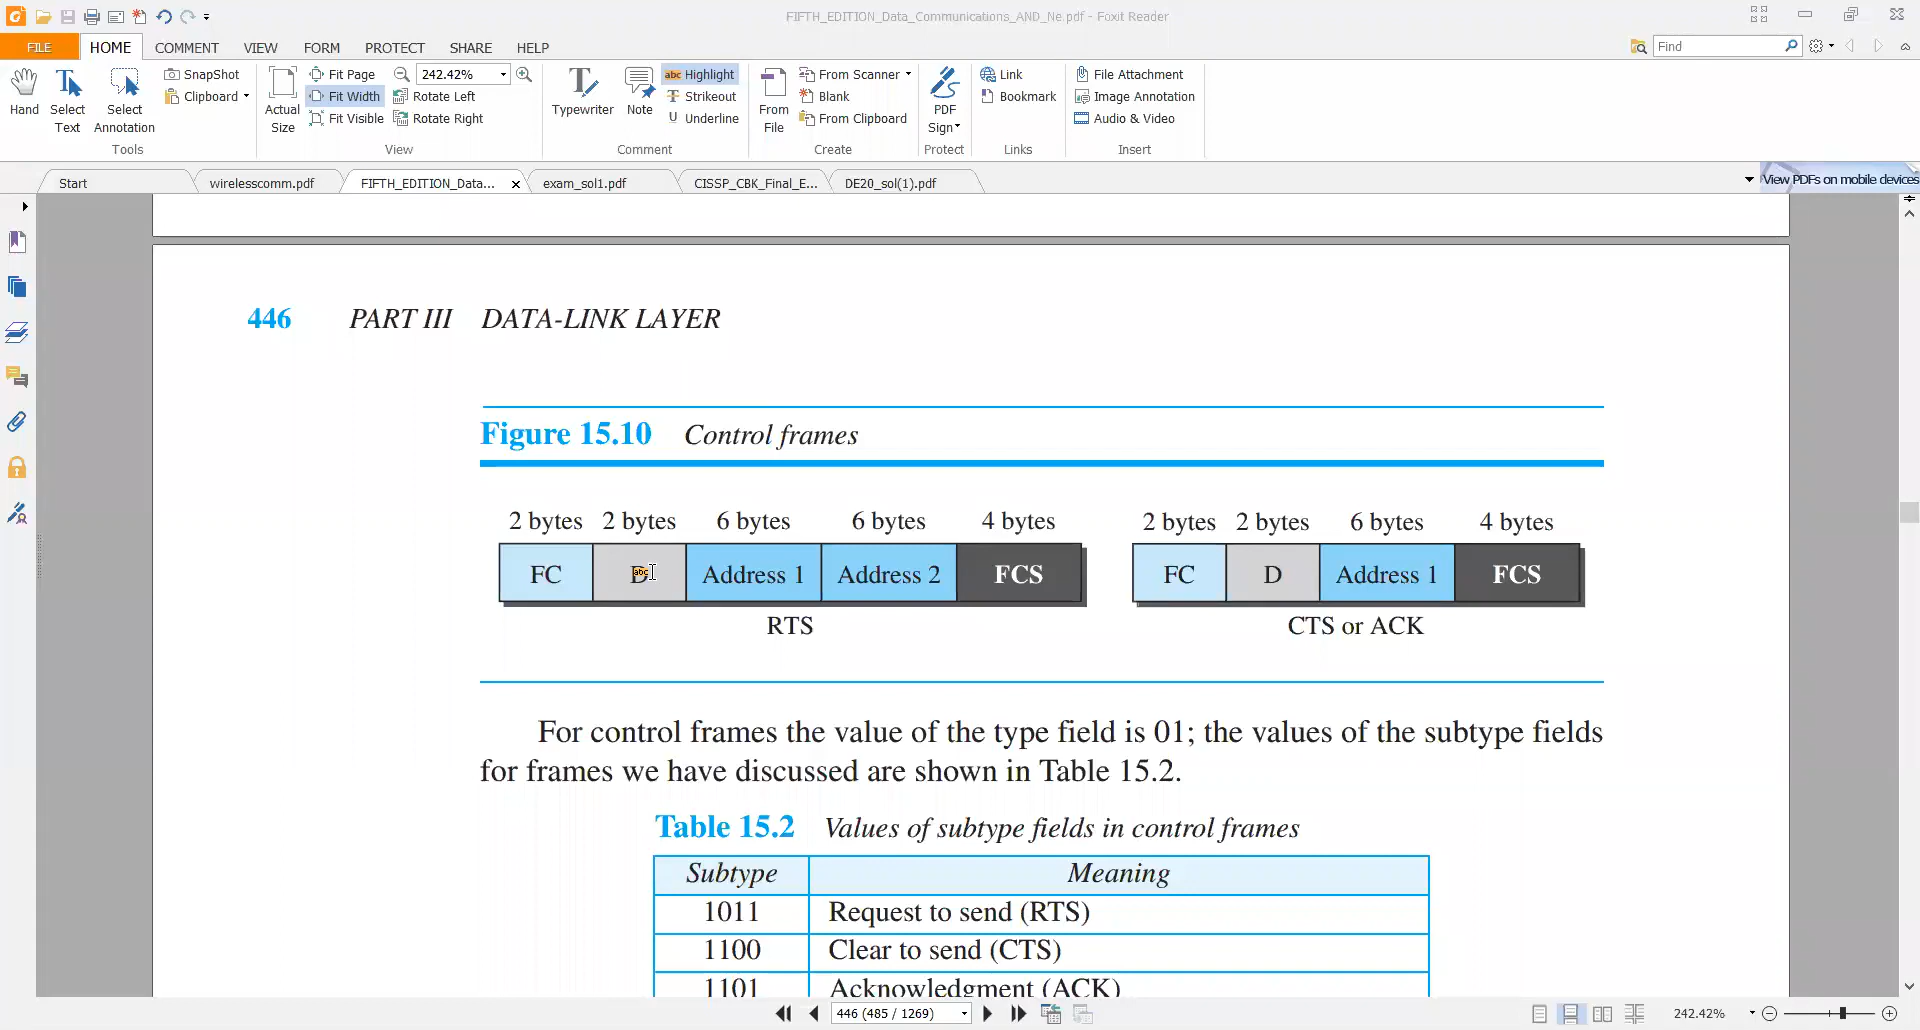 FIFTH_EDITION_Data_Communications_AND_Ne.pdf - Foxit Reader
FILE HOME COMMENT VIEW FORM PROTECT SHARE HELP Find
Hand
Select Text
Select Annotation
SnapShot
Clipboard
Tools
Actual Size
Fit Page
Fit Width
Fit Visible
242.42%
Rotate Left
Rotate Right
View
Typewriter
Note
abc Highlight
Strikeout
U Underline
Comment
From File
From Scanner
Blank
From Clipboard
Create
PDF Sign
Protect
Link
Bookmark
Links
File Attachment
Image Annotation
Audio & Video
Insert
Start wirelesscomm.pdf FIFTH_EDITION_Data... exam_sol1.pdf CISSP_CBK_Final_E... DE20_sol(1).pdf View PDFs on mobile devices
446 PART III DATA-LINK LAYER
Figure 15.10 Control frames
2 bytes 2 bytes 6 bytes 6 bytes 4 bytes 2 bytes 2 bytes 6 bytes 4 bytes
FC D Address 1 Address 2 FCS FC D Address 1 FCS
RTS CTS or ACK
For control frames the value of the type field is 01; the values of the subtype fields
for frames we have discussed are shown in Table 15.2.
Table 15.2 Values of subtype fields in control frames
Subtype Meaning
1011 Request to send (RTS)
1100 Clear to send (CTS)
1101 Acknowledgment (ACK)
446 (485 / 1269) 242.42%